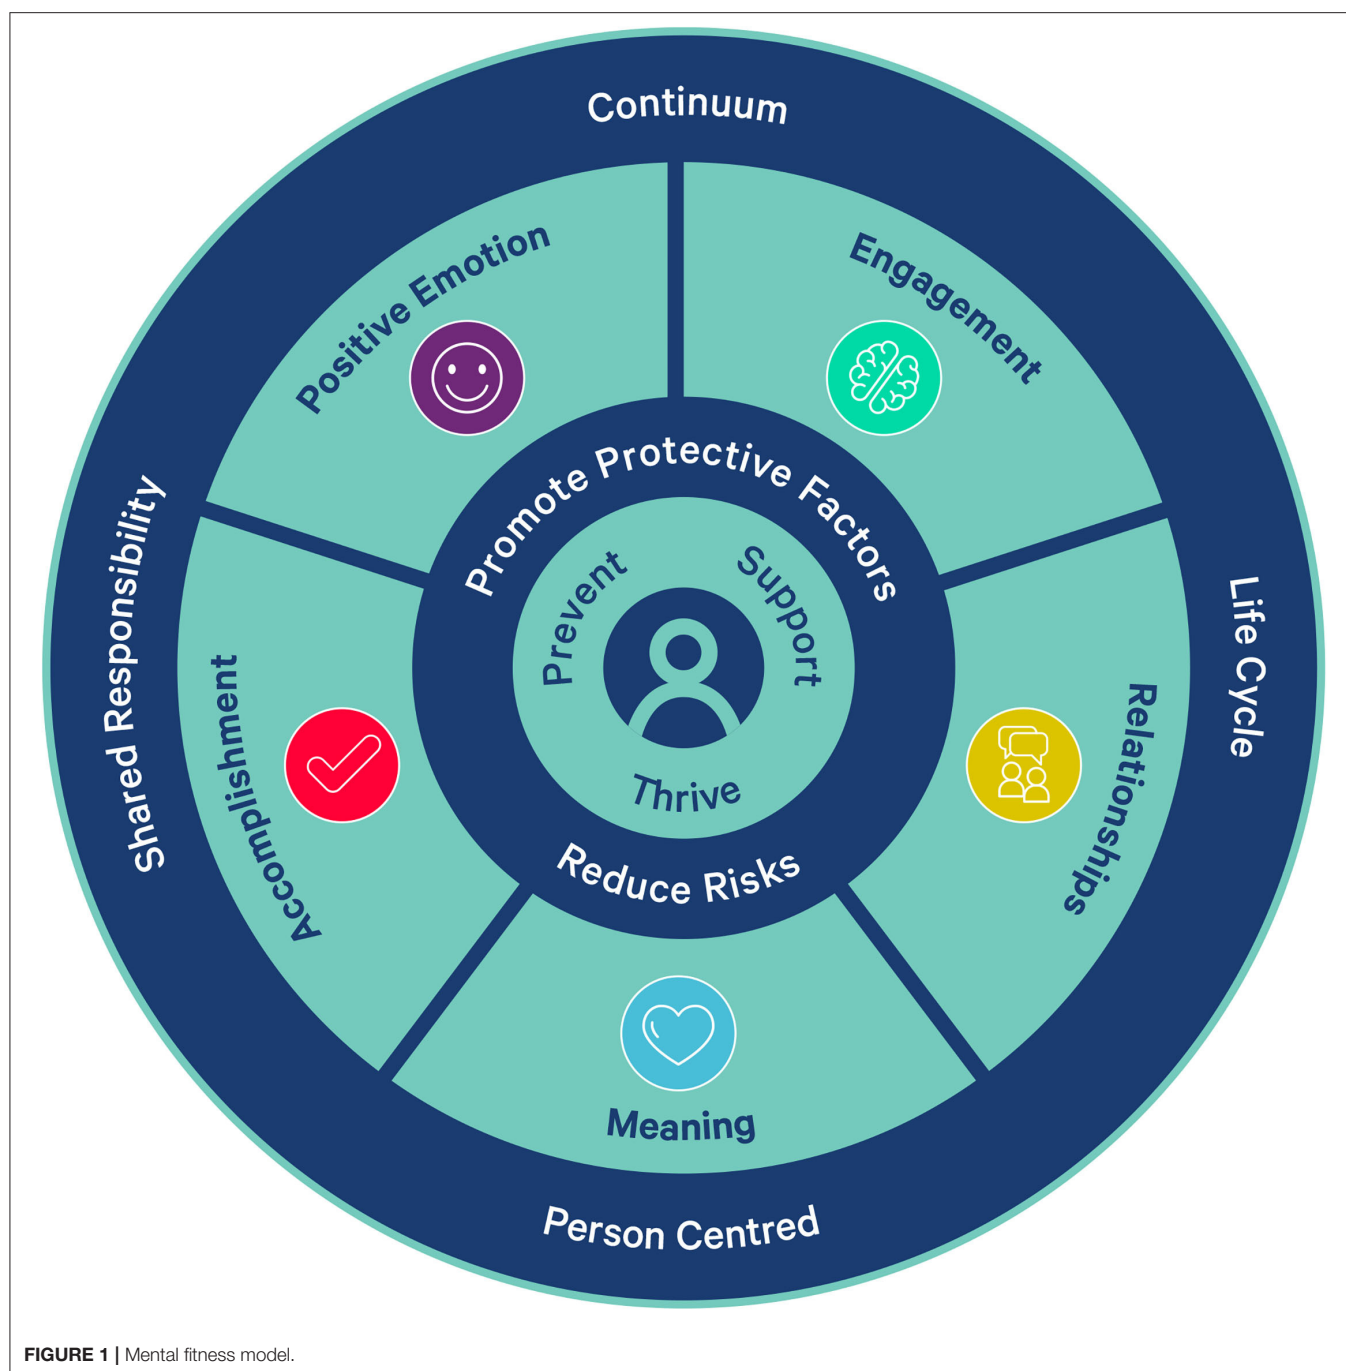 Continuum
Positive Emotion
Engagement
Promote Protective Factors
Prevent
Support
Thrive
Reduce Risks
Shared Responsibility
Life Cycle
Accomplishment
Relationships
Meaning
Person Centred
FIGURE 1 | Mental fitness model.